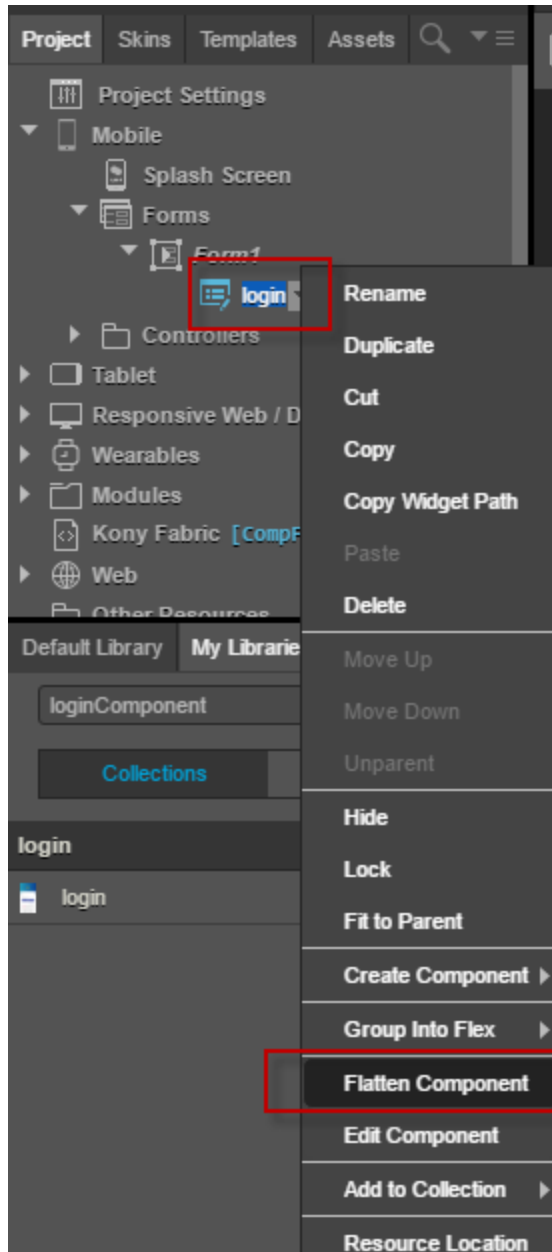 Project Skins Templates Assets
Project Settings
Mobile
Splash Screen
Forms
Form1
login
Controllers
Tablet
Responsive Web / D
Wearables
Modules
Kony Fabric [CompF
Web
Other Resources
Default Library My Librarie
loginComponent
Collections
login
login
Rename
Duplicate
Cut
Copy
Copy Widget Path
Paste
Delete
Move Up
Move Down
Unparent
Hide
Lock
Fit to Parent
Create Component
Group Into Flex
Flatten Component
Edit Component
Add to Collection
Resource Location